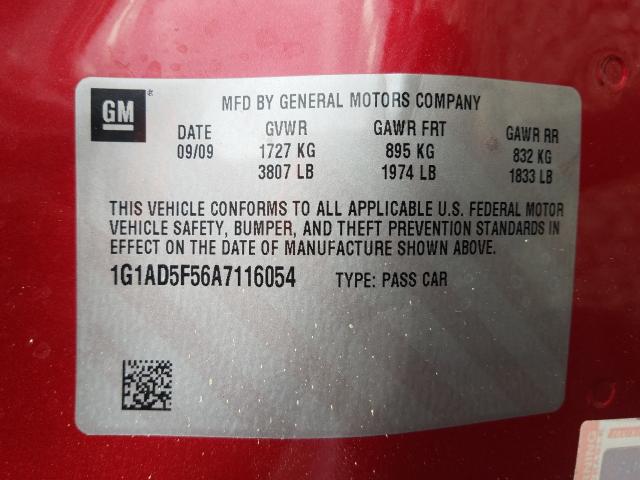 GM
MFD BY GENERAL MOTORS COMPANY
DATE GVWR GAWR FRT GAWR RR
09/09 1727 KG 895 KG 832 KG
3807 LB 1974 LB 1833 LB
THIS VEHICLE CONFORMS TO ALL APPLICABLE U.S. FEDERAL MOTOR
VEHICLE SAFETY, BUMPER, AND THEFT PREVENTION STANDARDS IN
EFFECT ON THE DATE OF MANUFACTURE SHOWN ABOVE.
1G1AD5F56A7116054 TYPE: PASS CAR